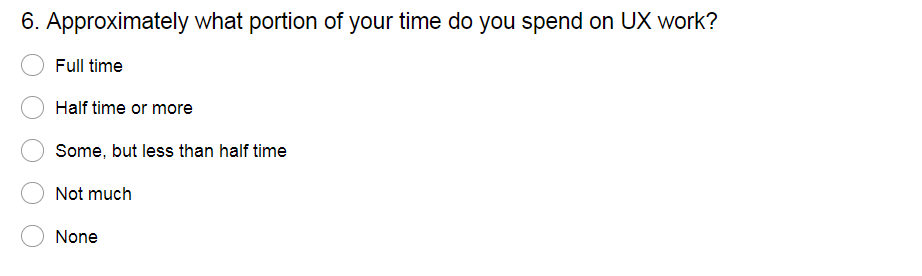 6. Approximately what portion of your time do you spend on UX work?
Full time
Half time or more
Some, but less than half time
Not much
None